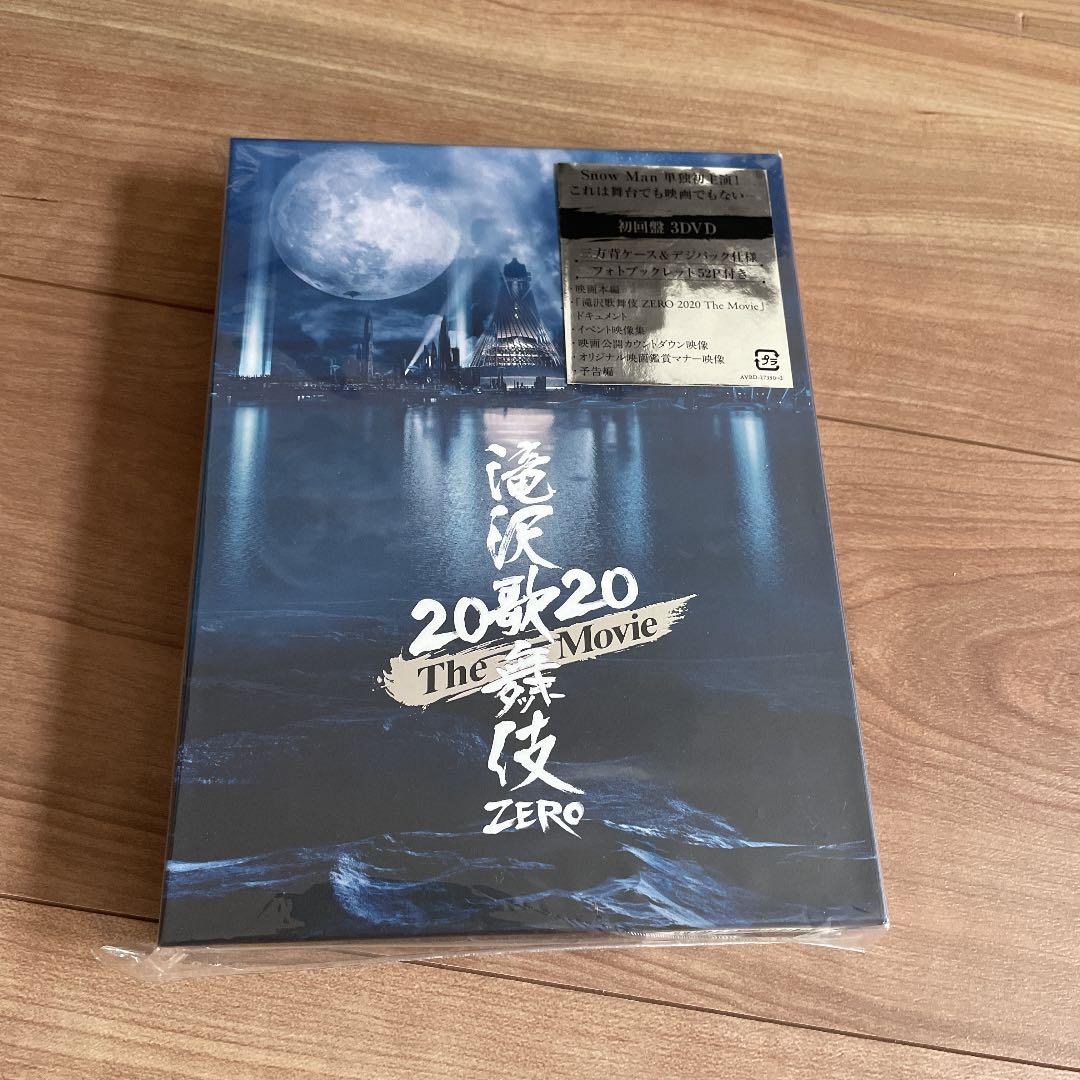 Snow Man 単独初主演!
これは舞台でも映画でもない
初回盤 3DVD
三方背ケース&デジパック仕様
フォトブックレット52P付き
・映画本編
・「滝沢歌舞伎 ZERO 2020 The Movie」
ドキュメント
・イベント映像集
・映画公開カウントダウン映像
・オリジナル映画鑑賞マナー映像
・予告編
プラ
滝沢歌舞伎
2020
The Movie
ZERO